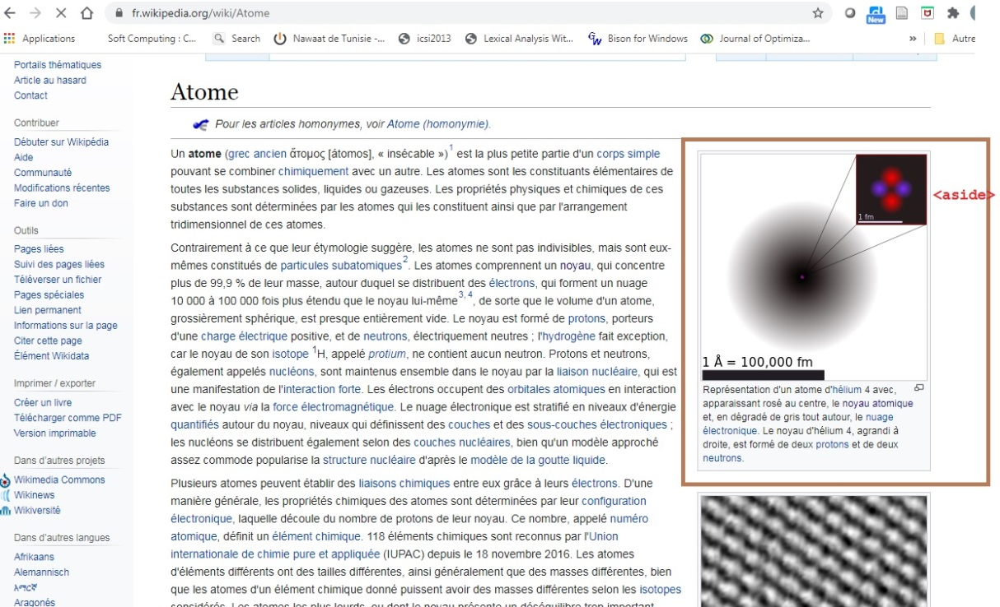 fr.wikipedia.org/wiki/Atome
New
Applications
Soft Computing : C...
Search
Nawaat de Tunisie -...
icsi2013
Lexical Analysis Wit...
Bison for Windows
Journal of Optimiza...
»
Autre
Portails thématiques
Article au hasard
Contact
Contribuer
Débuter sur Wikipédia
Aide
Communauté
Modifications récentes
Faire un don
Outils
Pages liées
Suivi des pages liées
Téléverser un fichier
Pages spéciales
Lien permanent
Informations sur la page
Citer cette page
Élément Wikidata
Imprimer / exporter
Créer un livre
Télécharger comme PDF
Version imprimable
Dans d'autres projets
Wikimedia Commons
Wikinews
Wikiversité
Dans d'autres langues
Afrikaans
Alemannisch
አማርኛ
Aragonés
Atome
Pour les articles homonymes, voir Atome (homonymie).
Un atome (grec ancien ἄτομος [átomos], « insécable »)1 est la plus petite partie d'un corps simple
pouvant se combiner chimiquement avec un autre. Les atomes sont les constituants élémentaires de
toutes les substances solides, liquides ou gazeuses. Les propriétés physiques et chimiques de ces
substances sont déterminées par les atomes qui les constituent ainsi que par l'arrangement
tridimensionnel de ces atomes.
Contrairement à ce que leur étymologie suggère, les atomes ne sont pas indivisibles, mais sont eux-
mêmes constitués de particules subatomiques2. Les atomes comprennent un noyau, qui concentre
plus de 99,9 % de leur masse, autour duquel se distribuent des électrons, qui forment un nuage
10 000 à 100 000 fois plus étendu que le noyau lui-même3, 4, de sorte que le volume d'un atome,
grossièrement sphérique, est presque entièrement vide. Le noyau est formé de protons, porteurs
d'une charge électrique positive, et de neutrons, électriquement neutres ; l'hydrogène fait exception,
car le noyau de son isotope 1H, appelé protium, ne contient aucun neutron. Protons et neutrons,
également appelés nucléons, sont maintenus ensemble dans le noyau par la liaison nucléaire, qui est
une manifestation de l'interaction forte. Les électrons occupent des orbitales atomiques en interaction
avec le noyau via la force électromagnétique. Le nuage électronique est stratifié en niveaux d'énergie
quantifiés autour du noyau, niveaux qui définissent des couches et des sous-couches électroniques ;
les nucléons se distribuent également selon des couches nucléaires, bien qu'un modèle approché
assez commode popularise la structure nucléaire d'après le modèle de la goutte liquide.
Plusieurs atomes peuvent établir des liaisons chimiques entre eux grâce à leurs électrons. D'une
manière générale, les propriétés chimiques des atomes sont déterminées par leur configuration
électronique, laquelle découle du nombre de protons de leur noyau. Ce nombre, appelé numéro
atomique, définit un élément chimique. 118 éléments chimiques sont reconnus par l'Union
internationale de chimie pure et appliquée (IUPAC) depuis le 18 novembre 2016. Les atomes
d'éléments différents ont des tailles différentes, ainsi généralement que des masses différentes, bien
que les atomes d'un élément chimique donné puissent avoir des masses différentes selon les isotopes
considérés. Les atomes les plus lourds, ou dont le noyau présente un déséquilibre trop important
1 fm
<aside>
1 Å = 100,000 fm
Représentation d'un atome d'hélium 4 avec,
apparaissant rosé au centre, le noyau atomique
et, en dégradé de gris tout autour, le nuage
électronique. Le noyau d'hélium 4, agrandi à
droite, est formé de deux protons et de deux
neutrons.